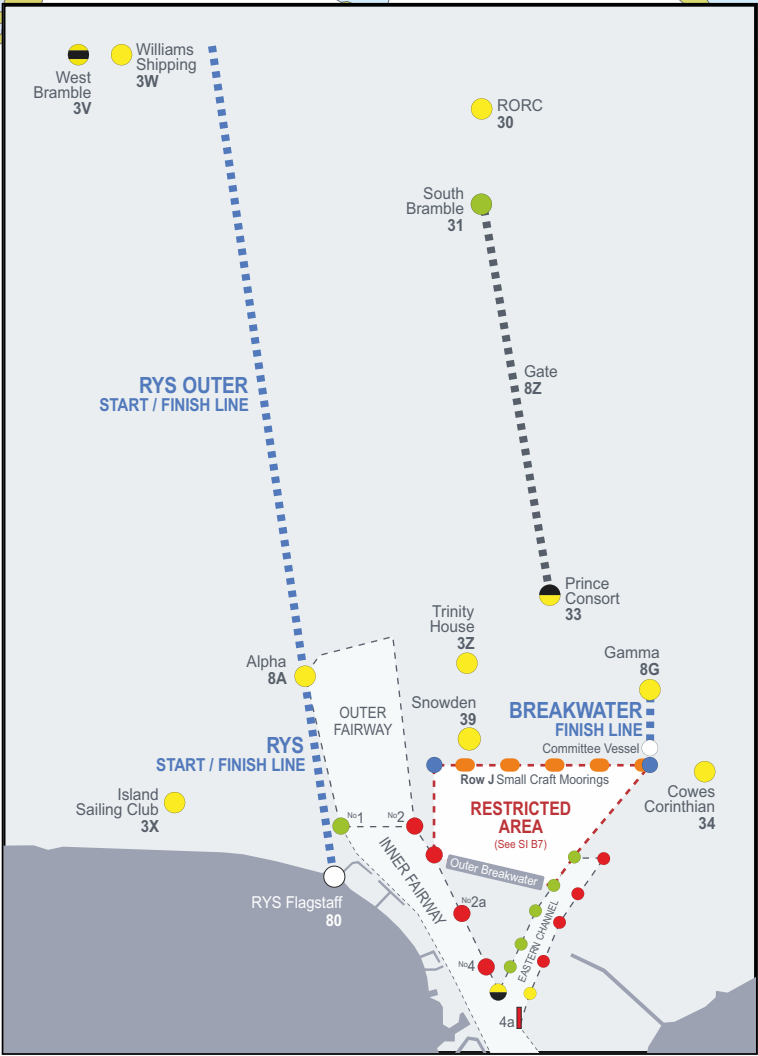 Williams
Shipping
3W
West
Bramble
3V
RORC
30
South
Bramble
31
Gate
8Z
RYS OUTER
START / FINISH LINE
Prince
Consort
33
Trinity
House
3Z
Gamma
8G
Alpha
8A
Snowden
39
OUTER
FAIRWAY
BREAKWATER
FINISH LINE
Committee Vessel
RYS
START / FINISH LINE
Row J Small Craft Moorings
Cowes
Corinthian
34
Island
Sailing Club
3X
RESTRICTED
AREA
(See SI B7)
No1
No2
INNER FAIRWAY
Outer Breakwater
RYS Flagstaff
80
No2a
EASTERN CHANNEL
No4
4a